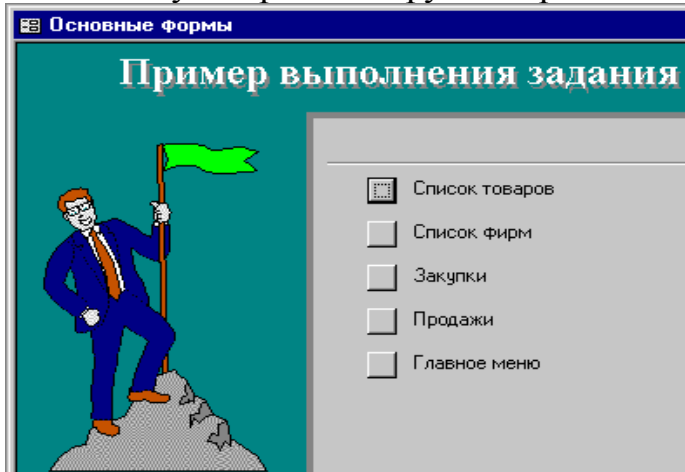 Основные формы
Пример выполнения задания
Список товаров
Список фирм
Закупки
Продажи
Главное меню